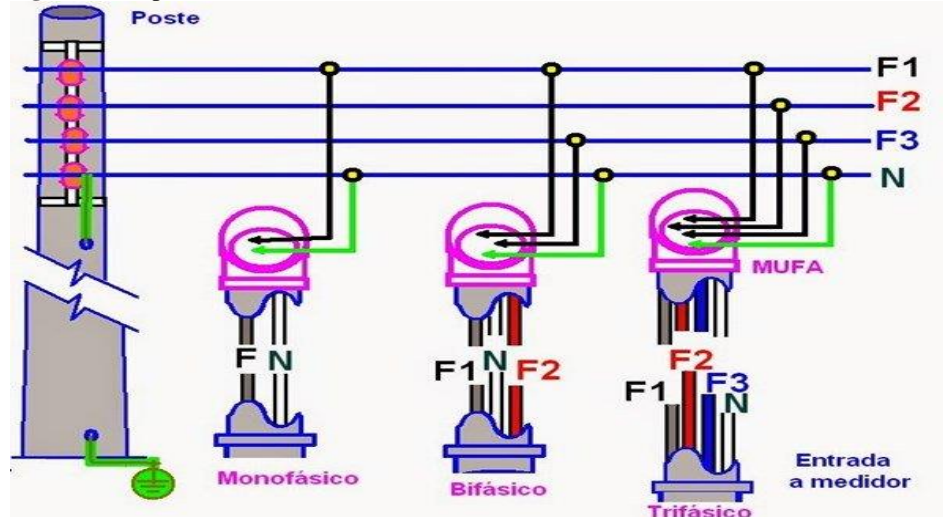 Poste
F1
F2
F3
N
MUFA
F N
F1 N F2
F1 F2 F3 N
Monofásico
Bifásico
Trifásico
Entrada
a medidor